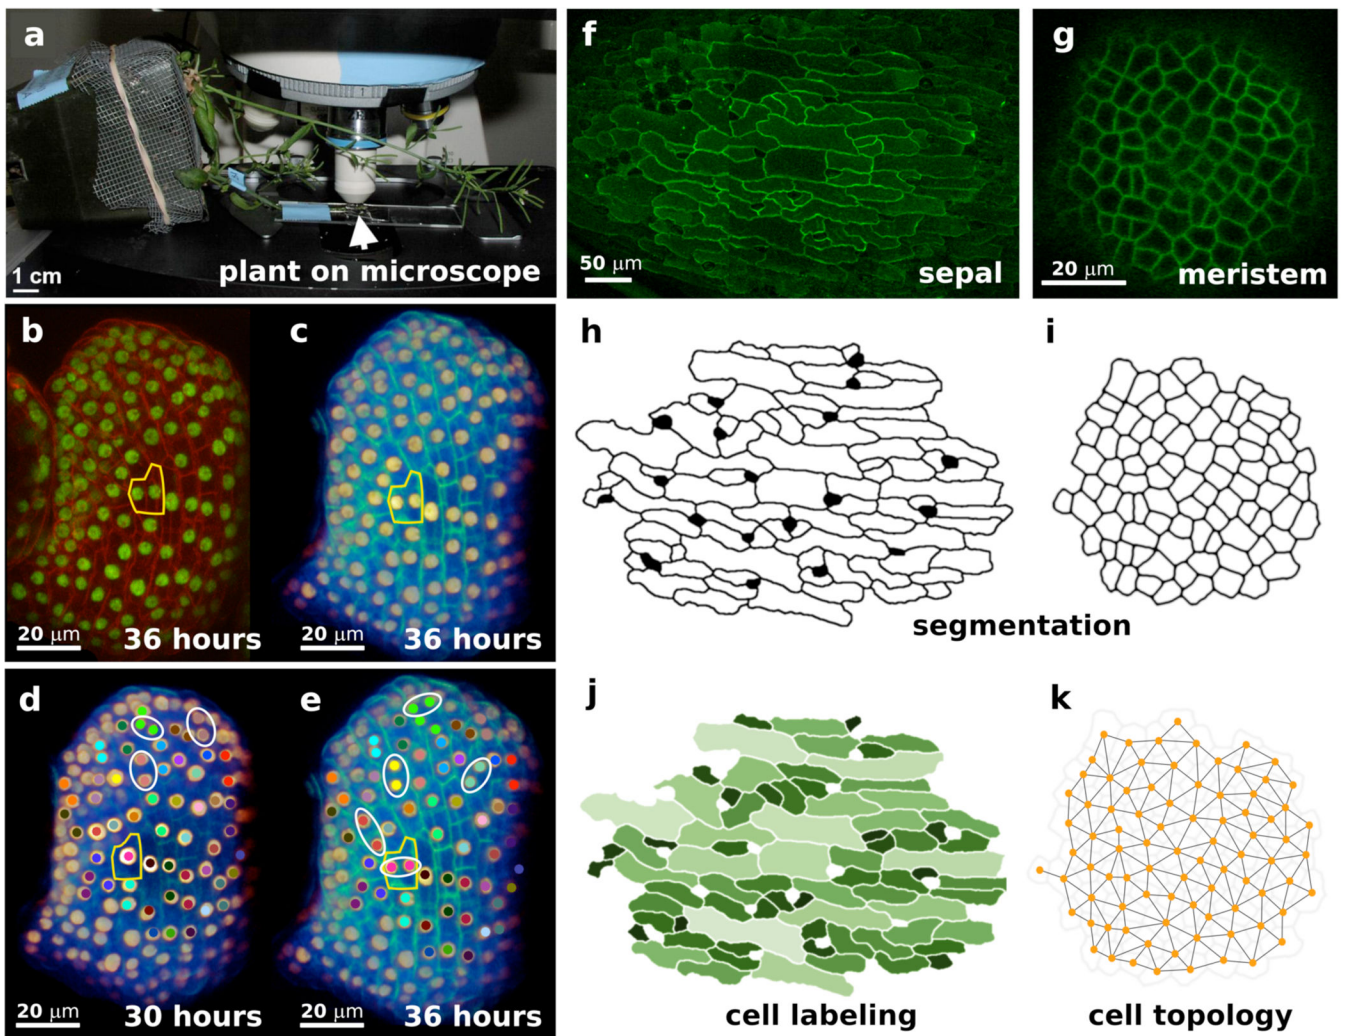 a
plant on microscope
1 cm
f
50 μm
sepal
g
20 μm
meristem
b
20 μm
36 hours
c
20 μm
36 hours
h
i
segmentation
d
20 μm
30 hours
e
20 μm
36 hours
j
cell labeling
k
cell topology